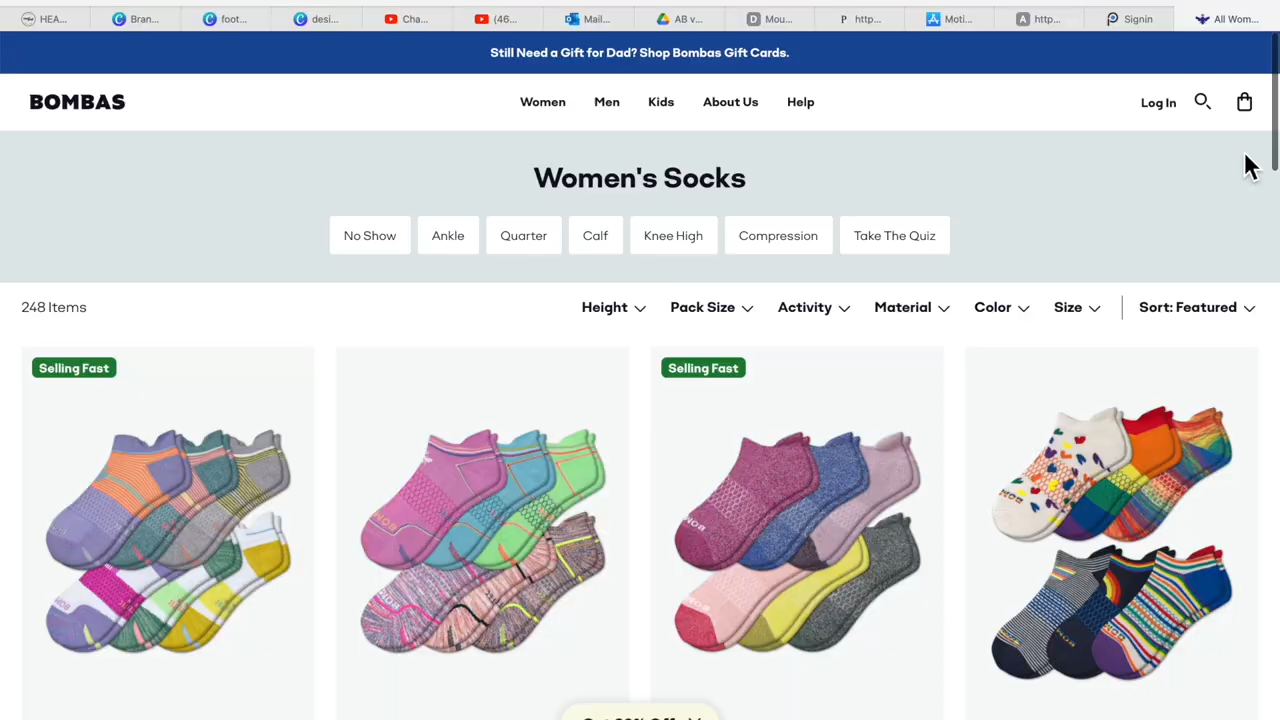 HEA... Bran... foot... desi... Cha... (46... Mail... AB v... Mou... http... Moti... http... Signin All Wom...
Still Need a Gift for Dad? Shop Bombas Gift Cards.
BOMBAS Women Men Kids About Us Help Log In
Women's Socks
No Show Ankle Quarter Calf Knee High Compression Take The Quiz
248 Items Height Pack Size Activity Material Color Size Sort: Featured
Selling Fast Selling Fast